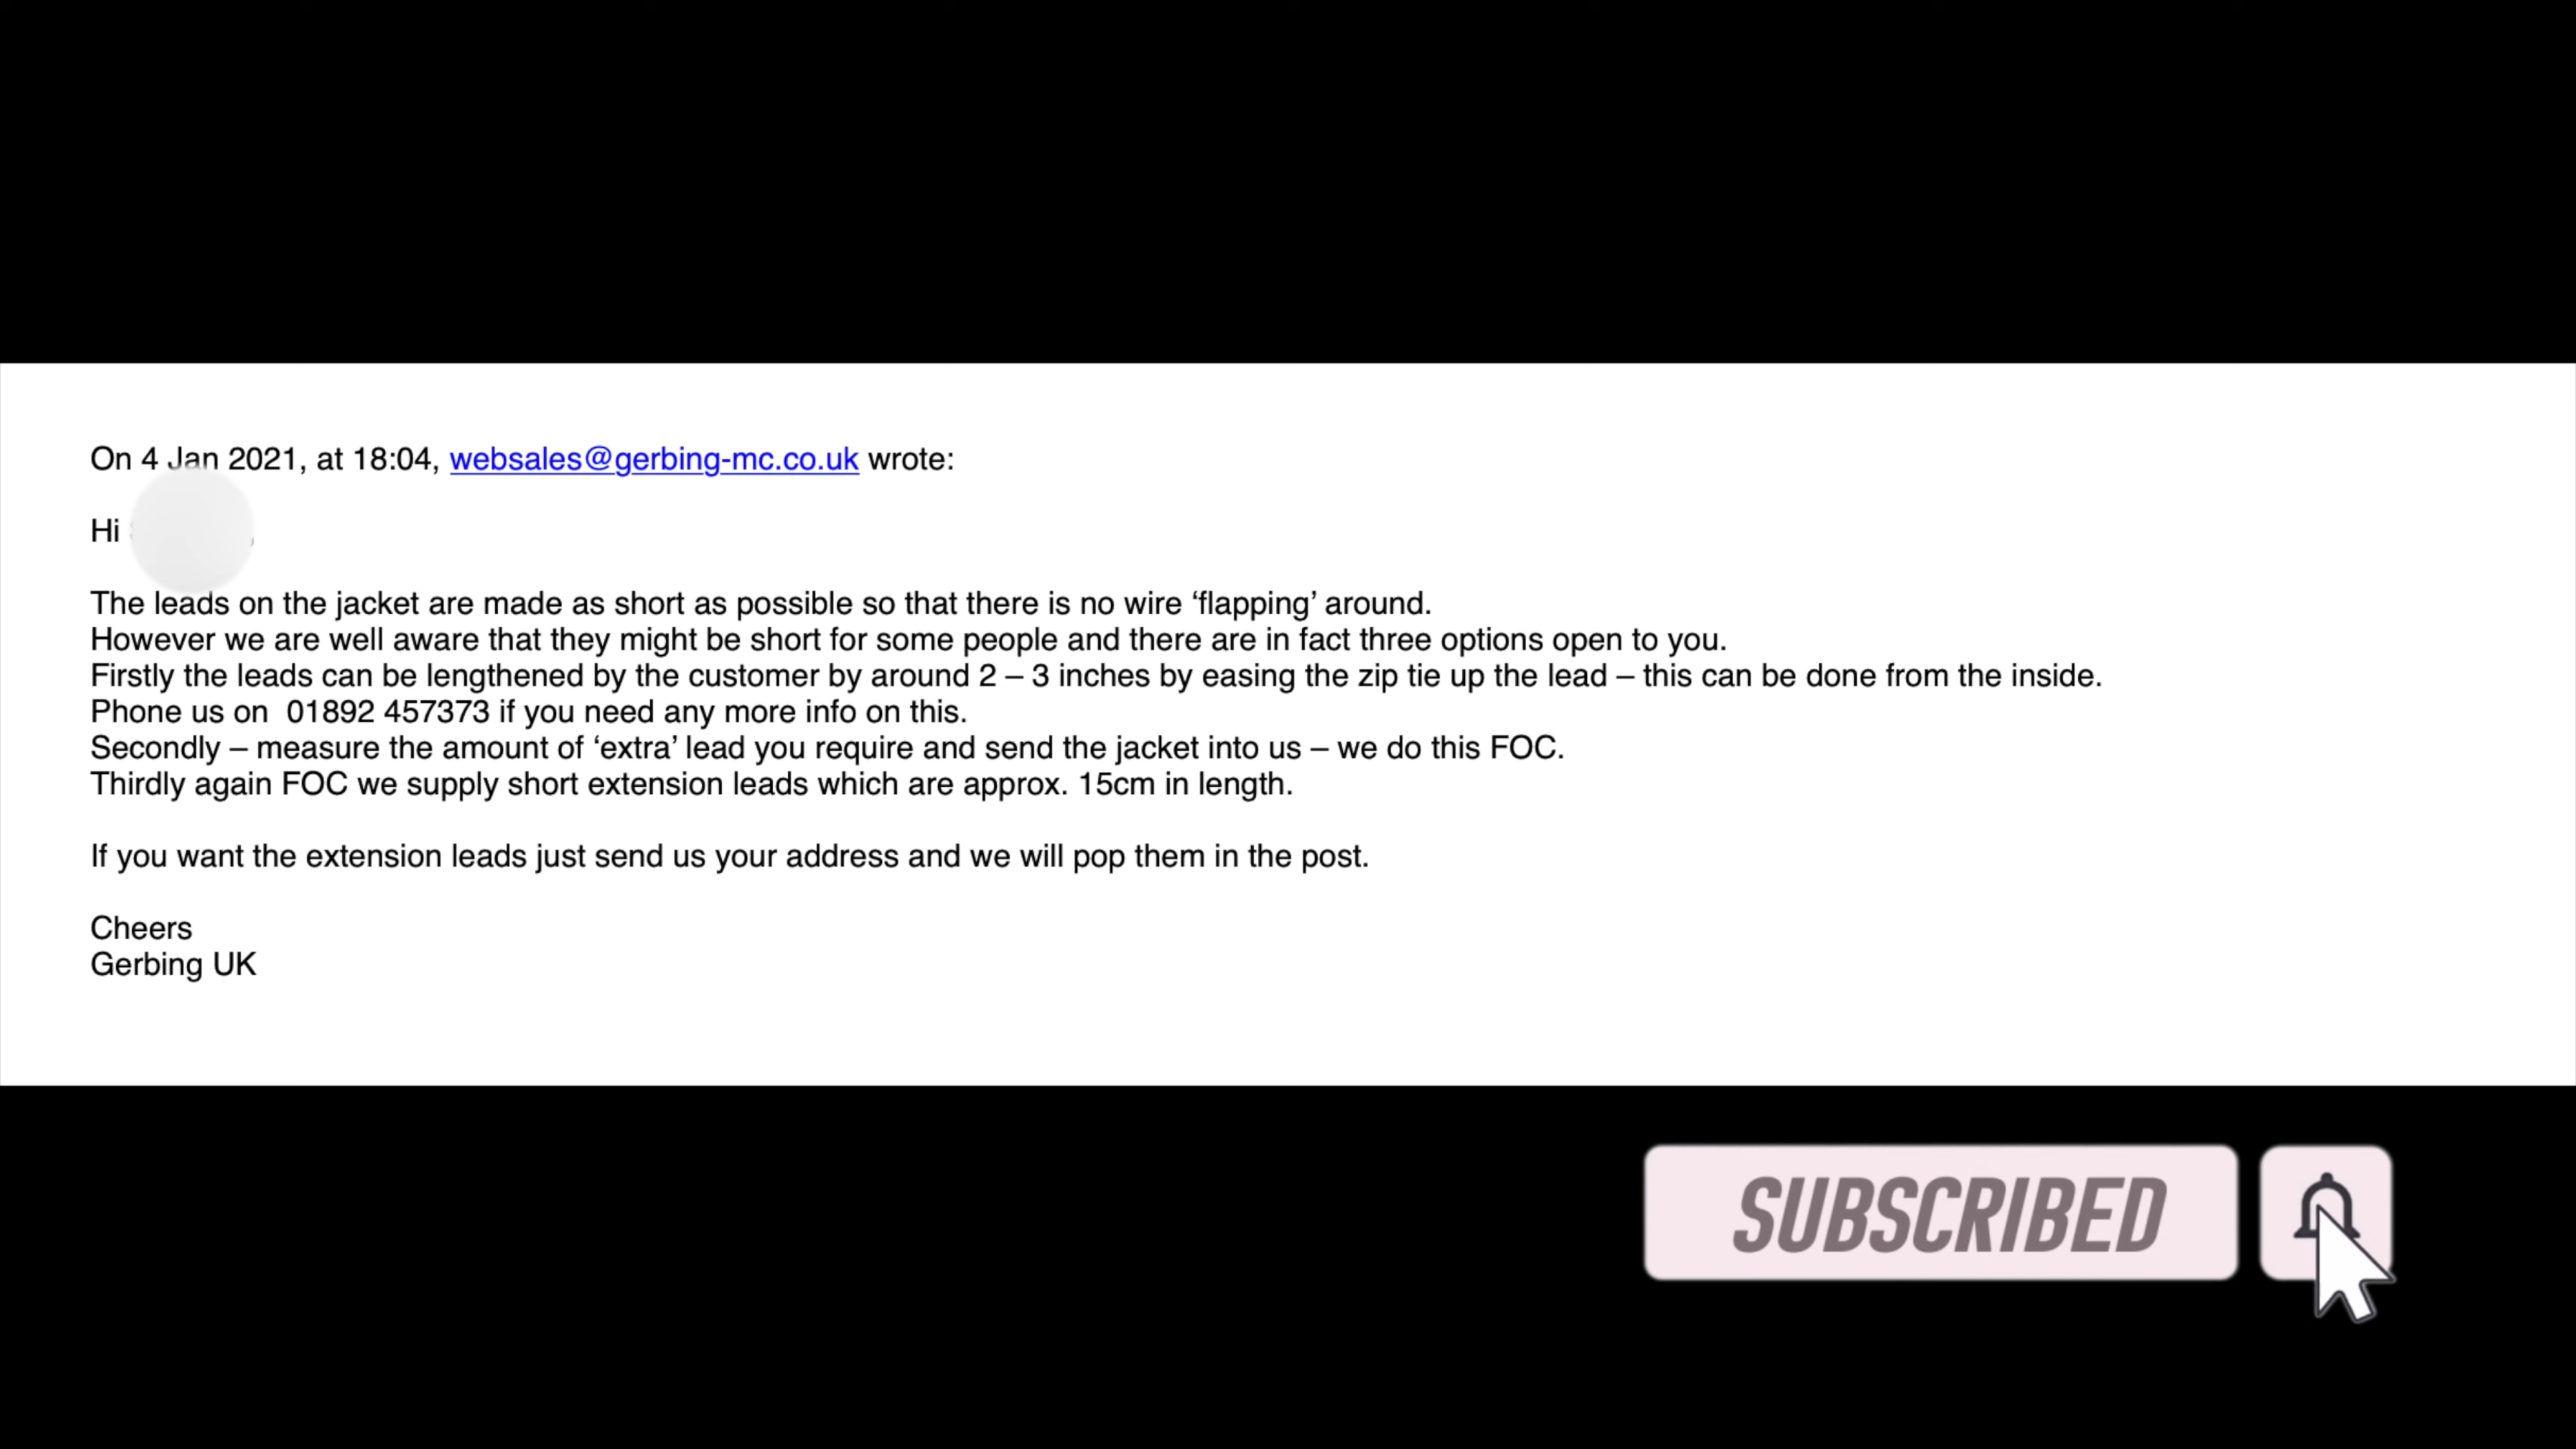 On 4 Jan 2021, at 18:04, websales@gerbing-mc.co.uk wrote:
Hi
The leads on the jacket are made as short as possible so that there is no wire ‘flapping’ around.
However we are well aware that they might be short for some people and there are in fact three options open to you.
Firstly the leads can be lengthened by the customer by around 2 – 3 inches by easing the zip tie up the lead – this can be done from the inside.
Phone us on  01892 457373 if you need any more info on this.
Secondly – measure the amount of ‘extra’ lead you require and send the jacket into us – we do this FOC.
Thirdly again FOC we supply short extension leads which are approx. 15cm in length.
If you want the extension leads just send us your address and we will pop them in the post.
Cheers
Gerbing UK
SUBSCRIBED